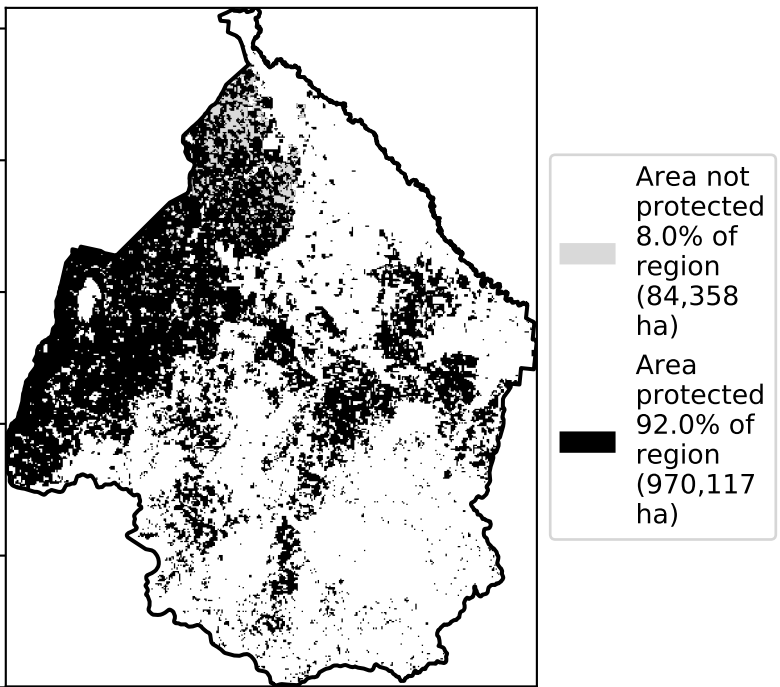 Area not
protected
8.0% of
region
(84,358
ha)
Area
protected
92.0% of
region
(970,117
ha)